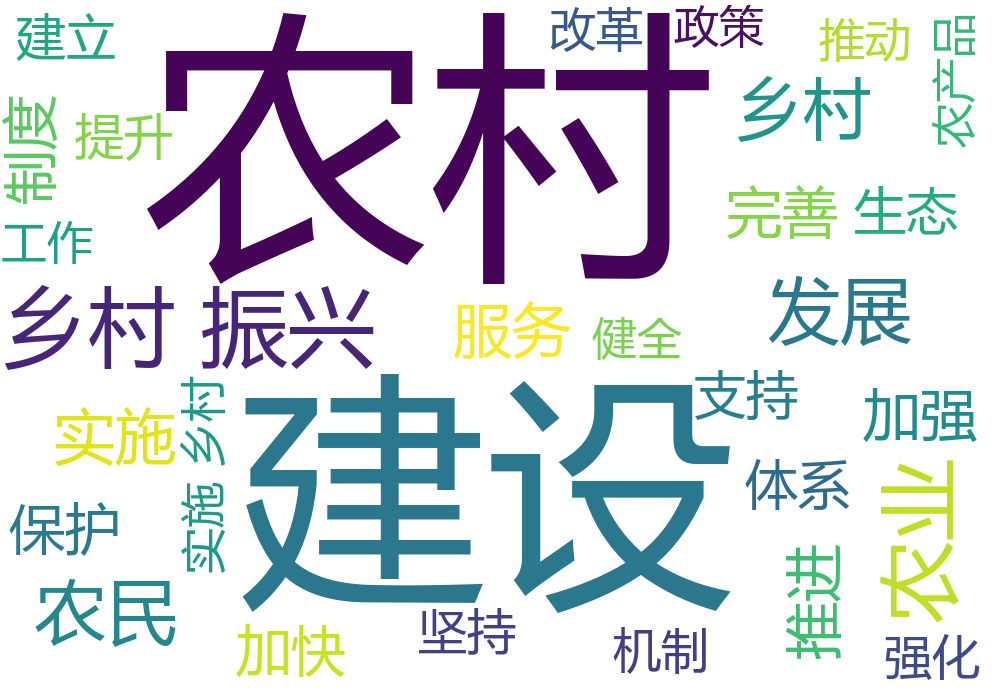 建立
农村
改革
政策
推动
农产品
制度
提升
乡村
工作
完善
生态
乡村 振兴
服务
健全
发展
建设
支持
实施
乡村
加强
体系
农业
保护
实施
推进
农民
加快
坚持
机制
强化